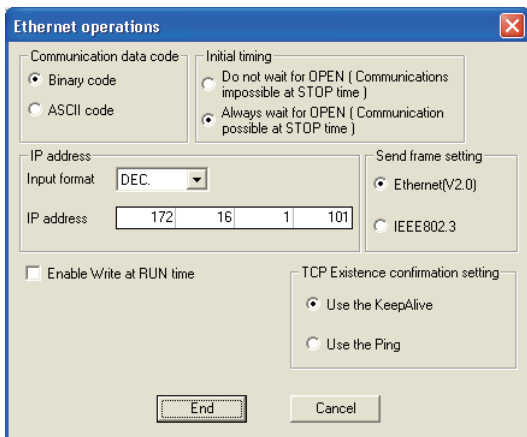 Ethernet operations
Communication data code
Binary code
ASCII code
Initial timing
Do not wait for OPEN ( Communications
impossible at STOP time )
Always wait for OPEN ( Communication
possible at STOP time )
IP address
Input format DEC.
IP address 172 16 1 101
Send frame setting
Ethernet(V2.0)
IEEE802.3
Enable Write at RUN time
TCP Existence confirmation setting
Use the KeepAlive
Use the Ping
End
Cancel